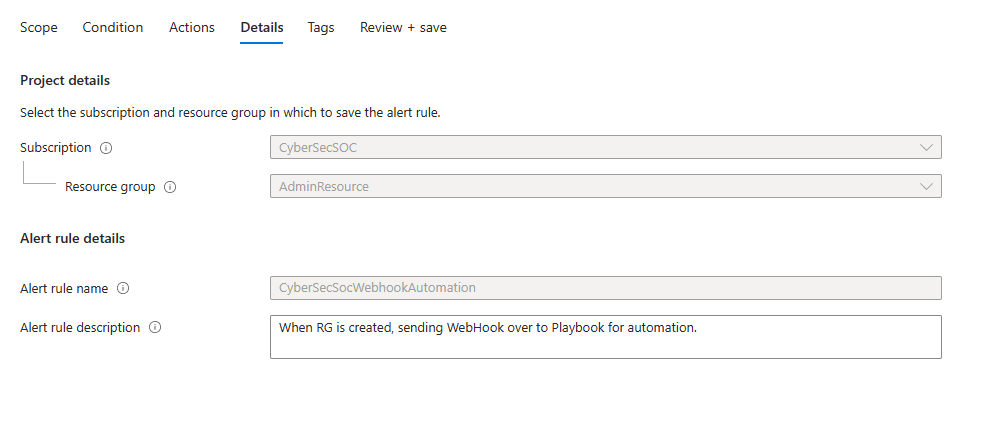 Scope Condition Actions Details Tags Review + save
Project details
Select the subscription and resource group in which to save the alert rule.
Subscription CyberSecSOC
Resource group AdminResource
Alert rule details
Alert rule name CyberSecSocWebhookAutomation
Alert rule description When RG is created, sending WebHook over to Playbook for automation.